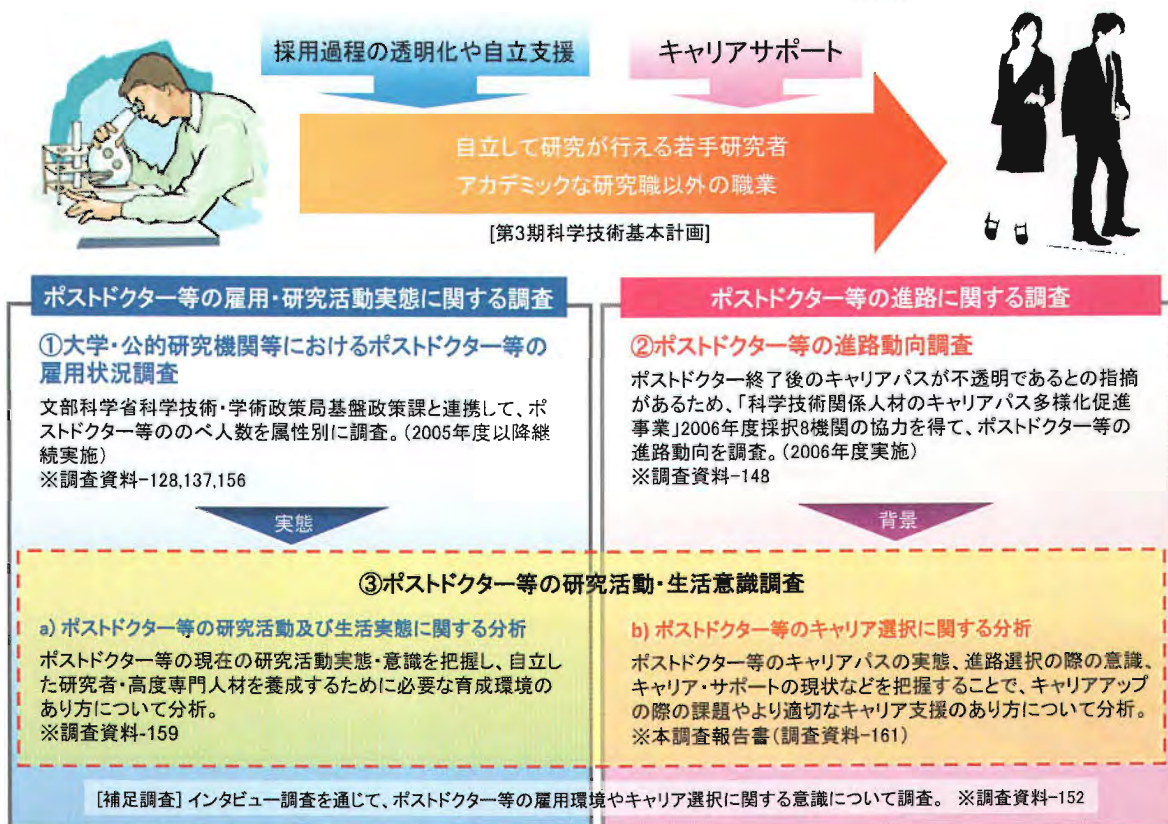 採用過程の透明化や自立支援
キャリアサポート
自立して研究が行える若手研究者
アカデミックな研究職以外の職業
[第3期科学技術基本計画]
ポストドクター等の雇用・研究活動実態に関する調査
①大学・公的研究機関等におけるポストドクター等の
雇用状況調査
文部科学省科学技術・学術政策局基盤政策課と連携して、ポ
ストドクター等ののべ人数を属性別に調査。(2005年度以降継
続実施)
※調査資料-128,137,156
実態
ポストドクター等の進路に関する調査
②ポストドクター等の進路動向調査
ポストドクター終了後のキャリアパスが不透明であるとの指摘
があるため、「科学技術関係人材のキャリアパス多様化促進
事業」2006年度採択8機関の協力を得て、ポストドクター等の
進路動向を調査。(2006年度実施)
※調査資料-148
背景
③ポストドクター等の研究活動・生活意識調査
a) ポストドクター等の研究活動及び生活実態に関する分析
ポストドクター等の現在の研究活動実態・意識を把握し、自立し
た研究者・高度専門人材を養成するために必要な育成環境の
あり方について分析。
※調査資料-159
b) ポストドクター等のキャリア選択に関する分析
ポストドクター等のキャリアパスの実態、進路選択の際の意識、
キャリア・サポートの現状などを把握することで、キャリアアップ
の際の課題やより適切なキャリア支援のあり方について分析。
※本調査報告書(調査資料-161)
[補足調査] インタビュー調査を通じて、ポストドクター等の雇用環境やキャリア選択に関する意識について調査。 ※調査資料-152